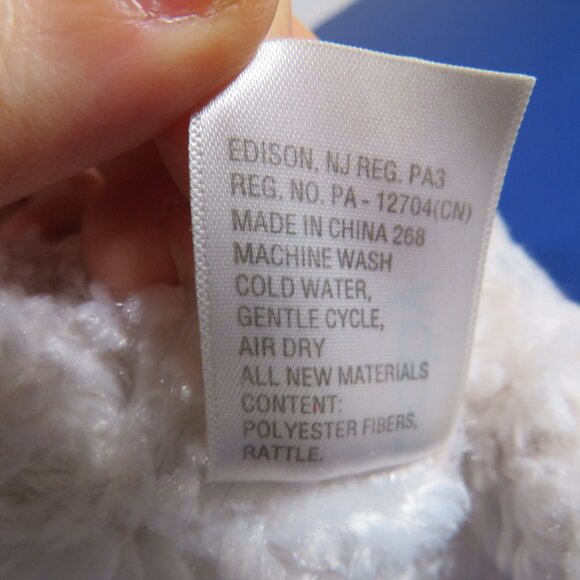 EDISON, NJ REG. PA3
REG. NO. PA - 12704(CN)
MADE IN CHINA 268
MACHINE WASH
COLD WATER,
GENTLE CYCLE,
AIR DRY
ALL NEW MATERIALS
CONTENT:
POLYESTER FIBERS,
RATTLE.